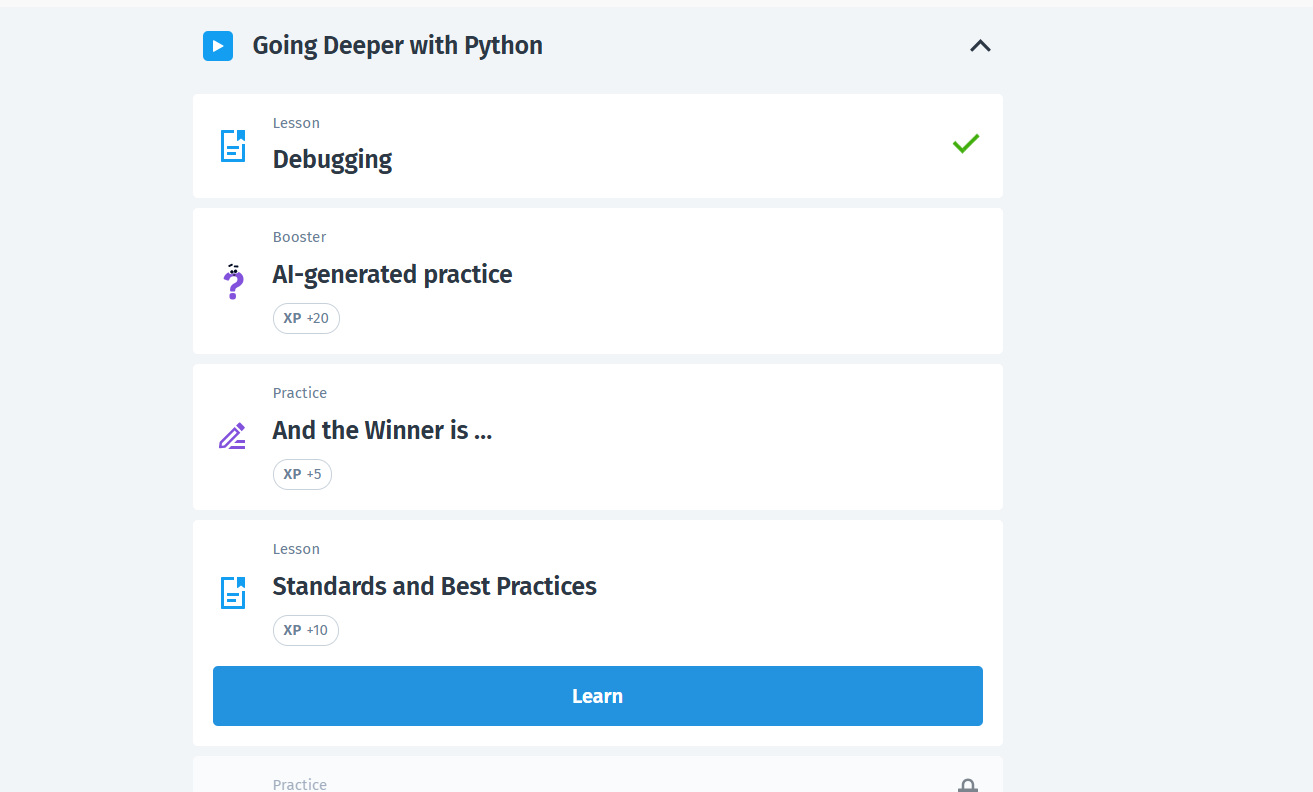 Going Deeper with Python
Lesson
Debugging
Booster
AI-generated practice
XP +20
Practice
And the Winner is ...
XP +5
Lesson
Standards and Best Practices
XP +10
Learn
Practice